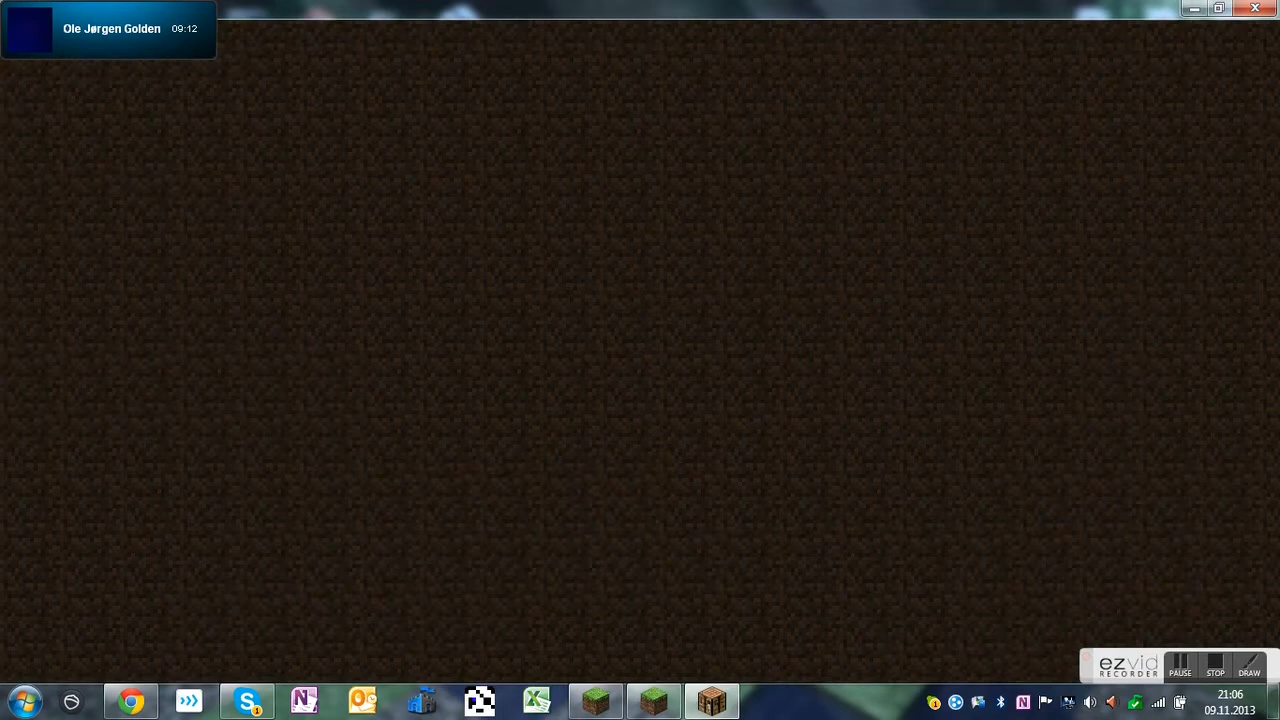 Ole Jørgen Golden 09:12
ezvid
RECORDER
PAUSE STOP DRAW
21:06
09.11.2013